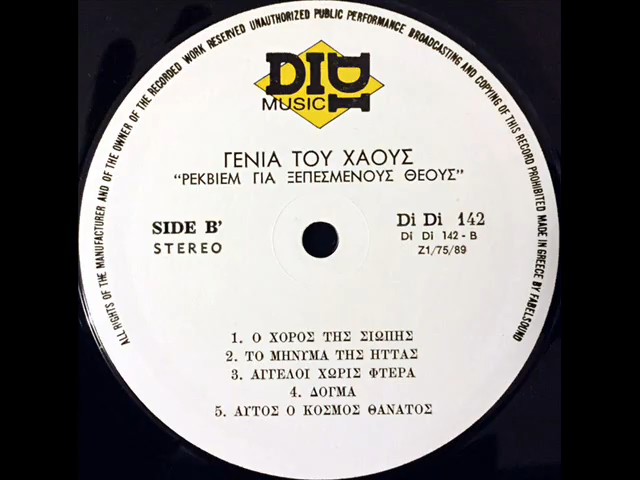 ALL RIGHTS OF THE MANUFACTURER AND OF THE OWNER OF THE RECORDED WORK RESERVED UNAUTHORIZED PUBLIC PERFORMANCE BROADCASTING AND COPYING OF THIS RECORD PROHIBITED MADE IN GREECE BY FABELSOUND
DI DI
MUSIC
ΓΕΝΙΑ ΤΟΥ ΧΑΟΥΣ
“ΡΕΚΒΙΕΜ ΓΙΑ ΞΕΠΕΣΜΕΝΟΥΣ ΘΕΟΥΣ”
SIDE B’
STEREO
Di Di 142
Di Di 142 - B
Z1/75/89
1. Ο ΧΟΡΟΣ ΤΗΣ ΣΙΩΠΗΣ
2. ΤΟ ΜΗΝΥΜΑ ΤΗΣ ΗΤΤΑΣ
3. ΑΓΓΕΛΟΙ ΧΩΡΙΣ ΦΤΕΡΑ
4. ΔΟΓΜΑ
5. ΑΥΤΟΣ Ο ΚΟΣΜΟΣ ΘΑΝΑΤΟΣ